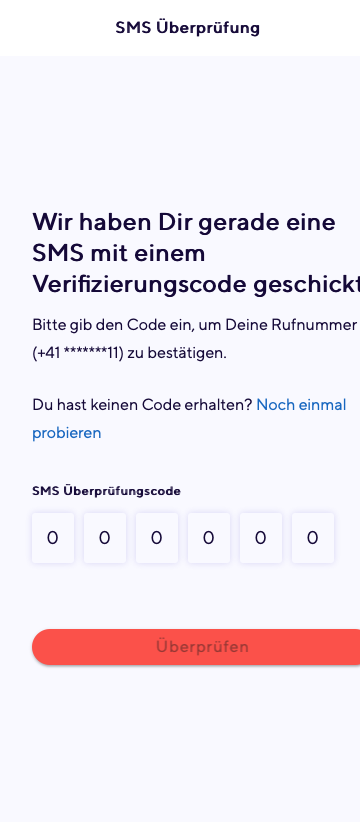 SMS Überprüfung
Wir haben Dir gerade eine
SMS mit einem
Verifizierungscode geschickt
Bitte gib den Code ein, um Deine Rufnummer
(+41 *******11) zu bestätigen.
Du hast keinen Code erhalten? Noch einmal
probieren
SMS Überprüfungscode
0 0 0 0 0 0
Überprüfen